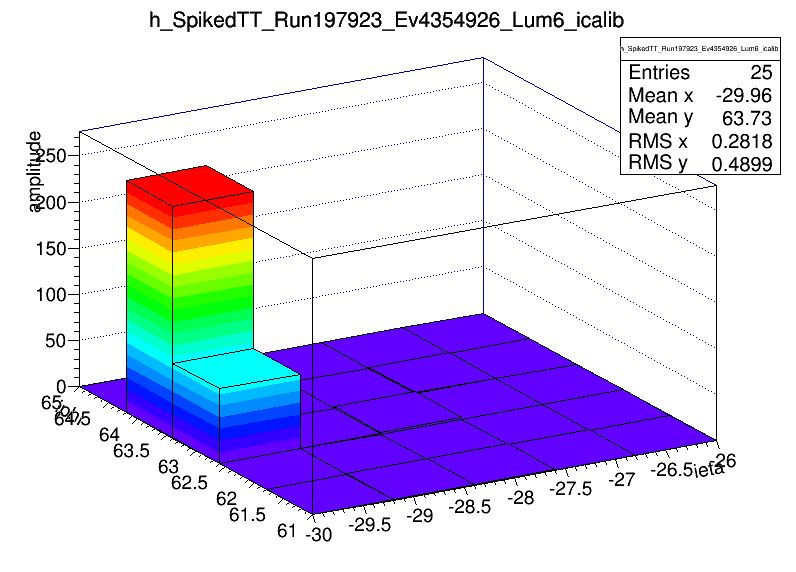 h_SpikedTT_Run197923_Ev4354926_Lum6_icalib
h_SpikedTT_Run197923_Ev4354926_Lum6_icalib
Entries 25
Mean x -29.96
Mean y 63.73
RMS x 0.2818
RMS y 0.4899
amplitude
250
200
150
100
50
0
65
64.5
64
63.5
63
62.5
62
61.5
61
-30
-29.5
-29
-28.5
-28
-27.5
-27
-26.5
-26
ieta